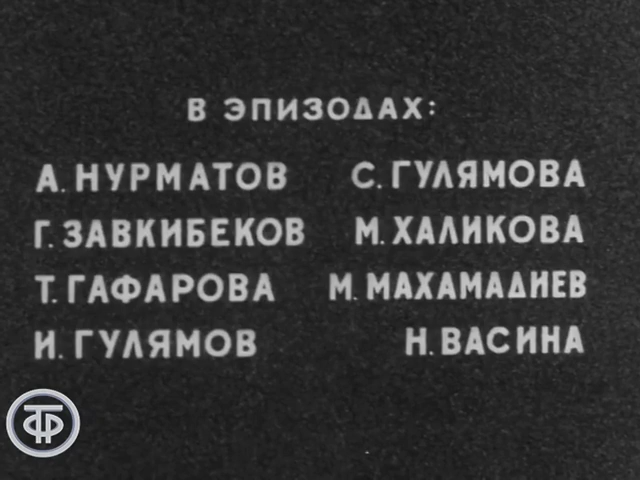 В ЭПИЗОДАХ:
А. НУРМАТОВ С. ГУЛЯМОВА
Г. ЗАВКИБЕКОВ М. ХАЛИКОВА
Т. ГАФАРОВА М. МАХАМАДИЕВ
И. ГУЛЯМОВ Н. ВАСИНА